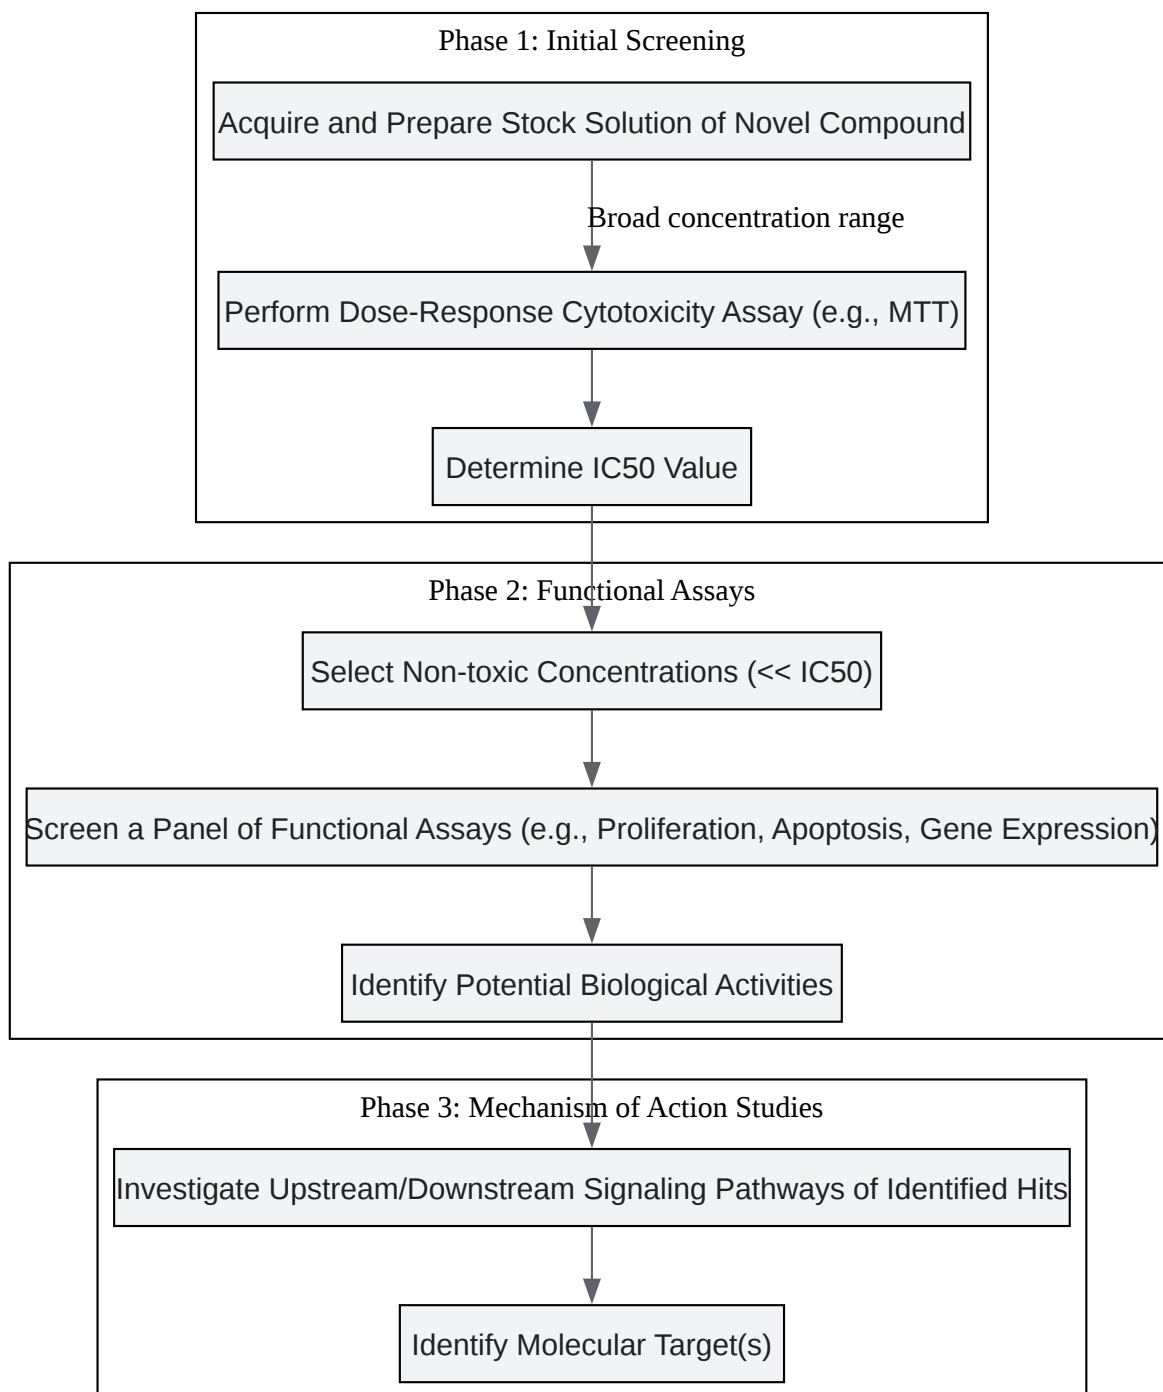 Phase 1: Initial Screening
Acquire and Prepare Stock Solution of Novel Compound
Broad concentration range
Perform Dose-Response Cytotoxicity Assay (e.g., MTT)
Determine IC50 Value
Phase 2: Functional Assays
Select Non-toxic Concentrations (<< IC50)
Screen a Panel of Functional Assays (e.g., Proliferation, Apoptosis, Gene Expression)
Identify Potential Biological Activities
Phase 3: Mechanism of Action Studies
Investigate Upstream/Downstream Signaling Pathways of Identified Hits
Identify Molecular Target(s)